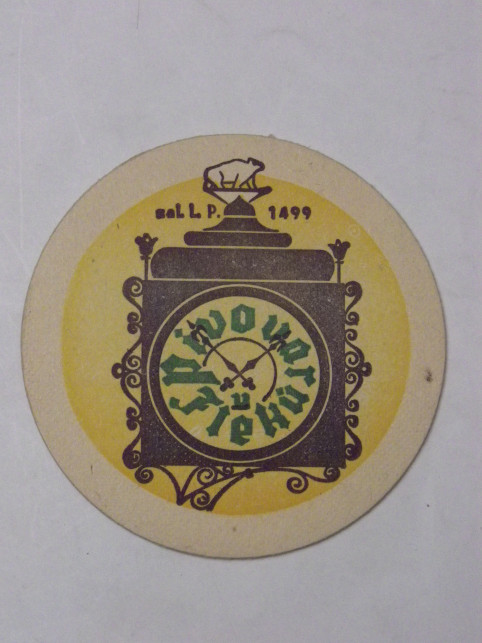 zal. L. P. 1499
Pivovar
u
Fleků